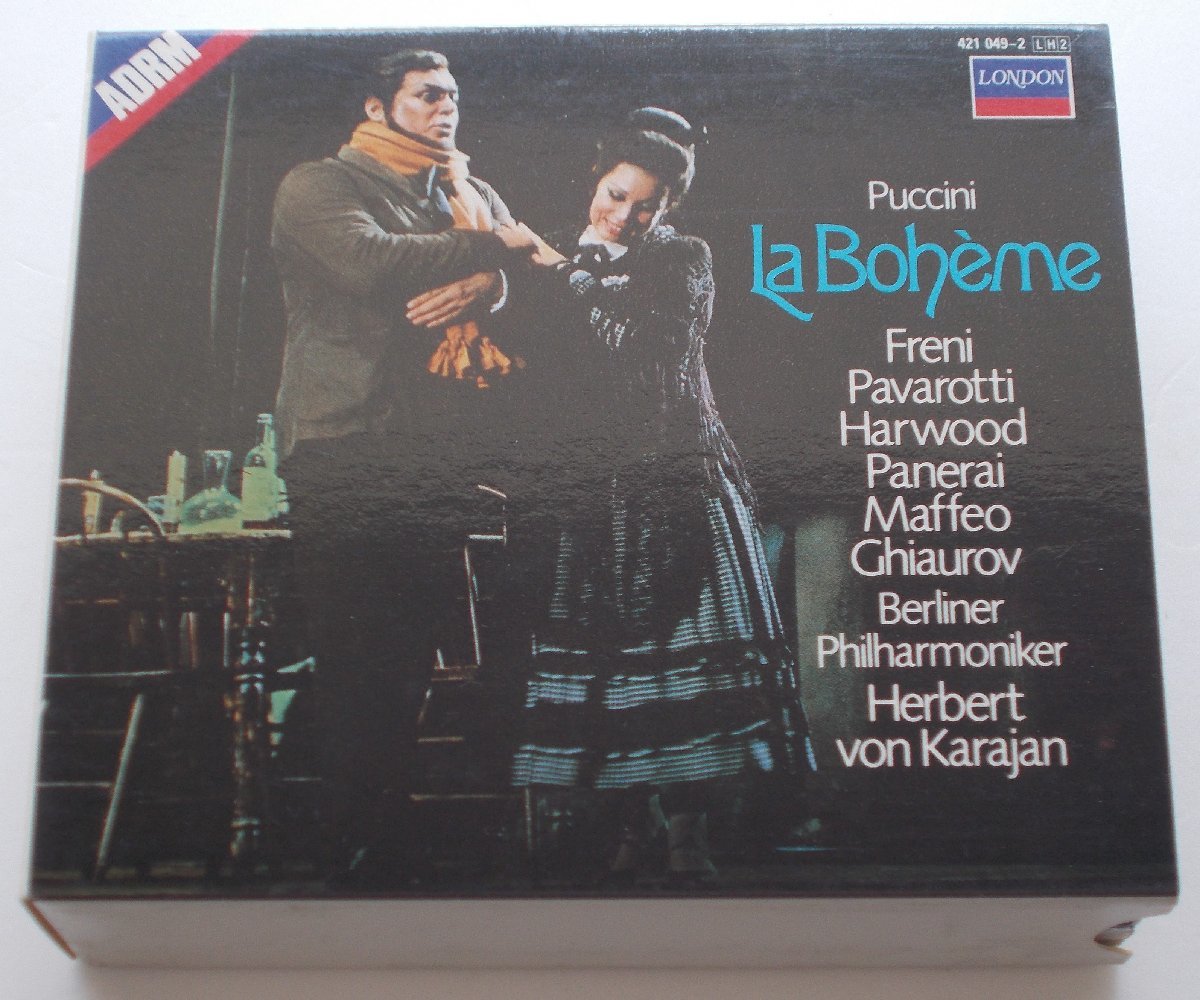 ADRM
421 049-2 LH2
LONDON
Puccini
La Bohème
Freni
Pavarotti
Harwood
Panerai
Maffeo
Ghiaurov
Berliner
Philharmoniker
Herbert
von Karajan